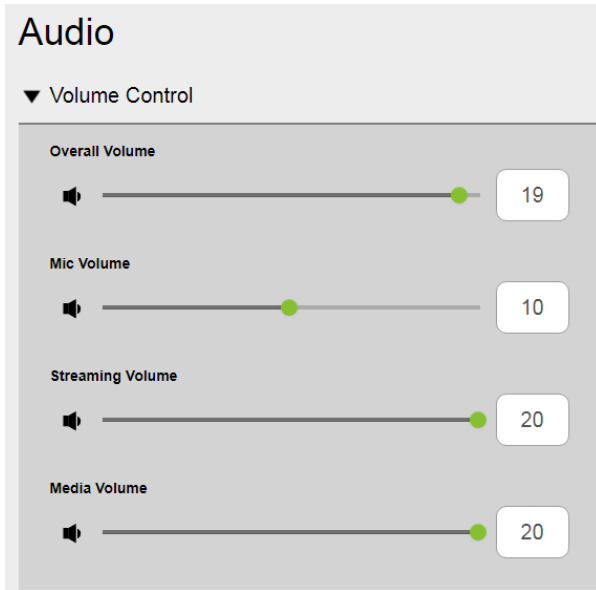 Audio
Volume Control
Overall Volume
19
Mic Volume
10
Streaming Volume
20
Media Volume
20